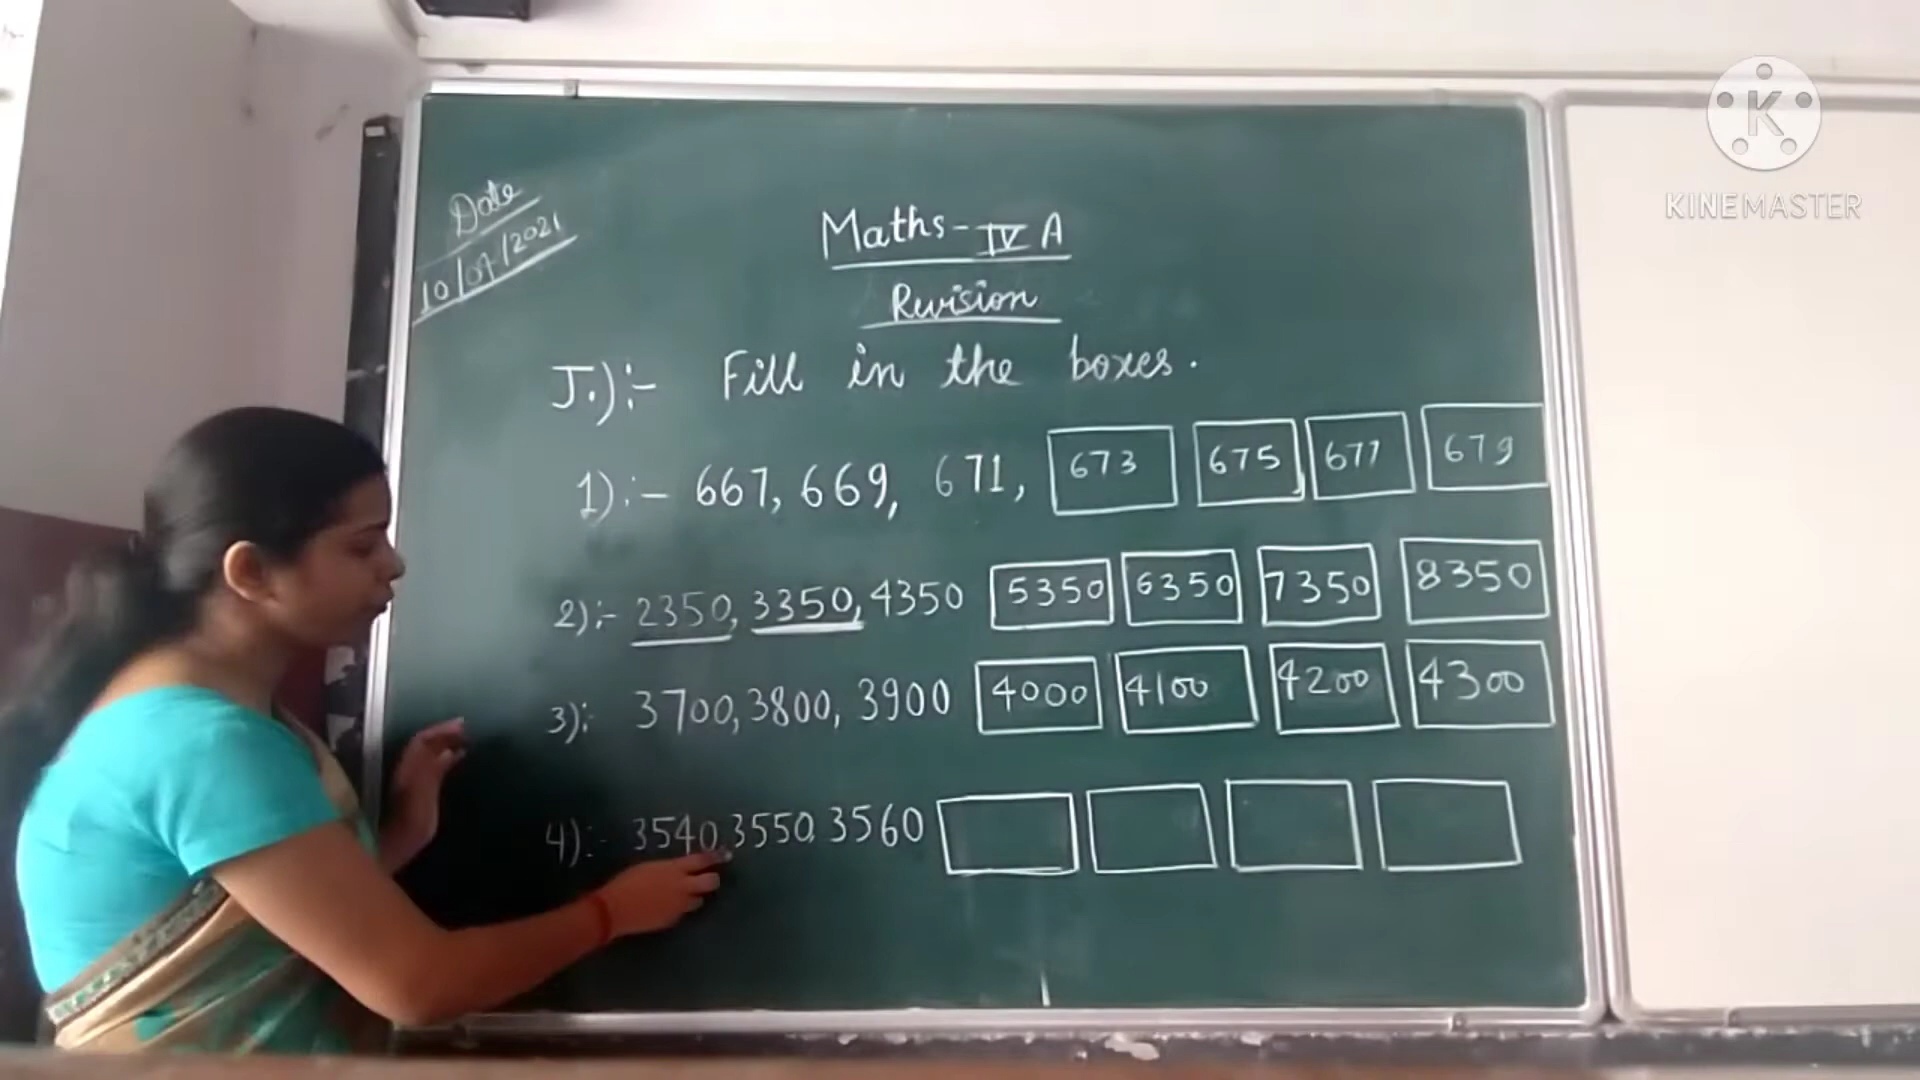 Date
10/07/2021
Maths - IV A
Revision
J.):- Fill in the boxes.
1):- 667, 669, 671, 673 675 677 679
2):- 2350, 3350, 4350 5350 6350 7350 8350
3):- 3700, 3800, 3900 4000 4100 4200 4300
4):- 3540, 3550, 3560
K
KINEMASTER